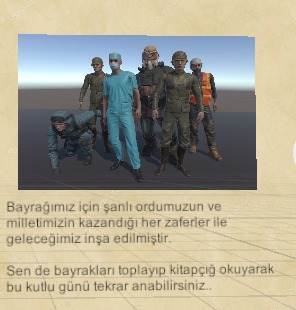 Bayrağımız için şanlı ordumuzun ve
milletimizin kazandığı her zaferler ile
geleceğimiz inşa edilmiştir.
Sen de bayrakları toplayıp kitapçığ okuyarak
bu kutlu günü tekrar anabilirsiniz..